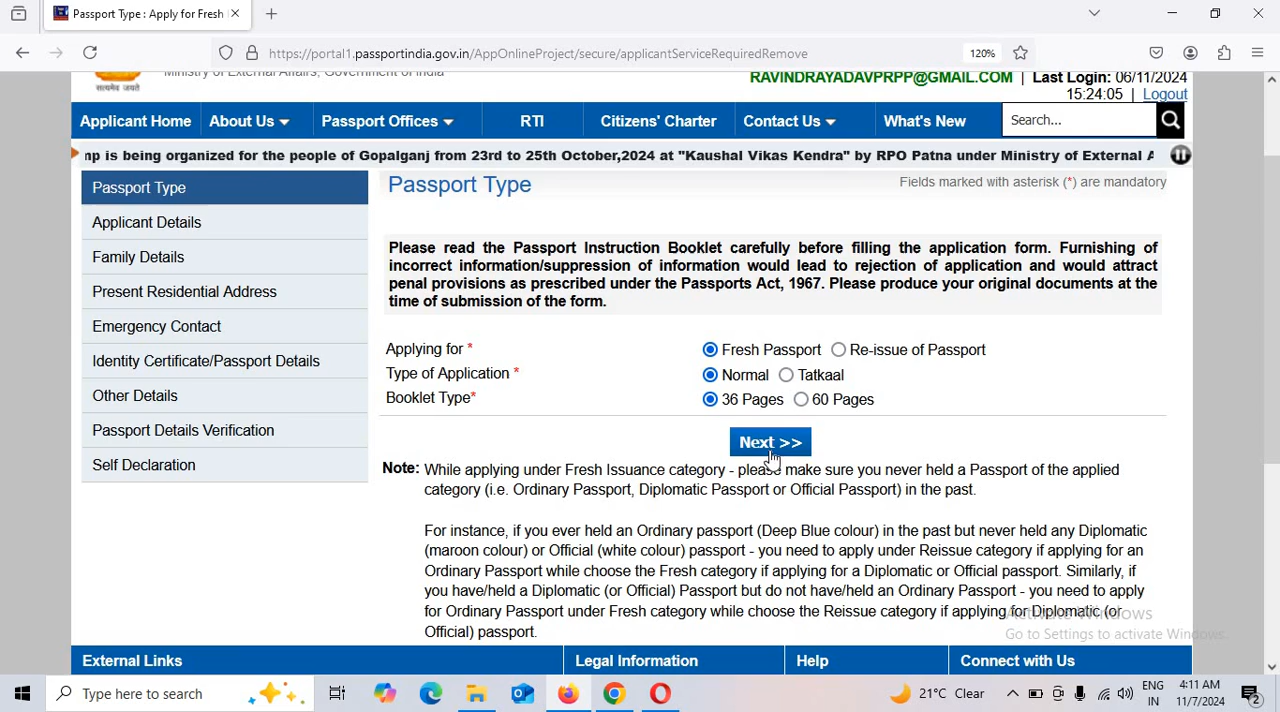 Passport Type : Apply for Fresh
https://portal1.passportindia.gov.in/AppOnlineProject/secure/applicantServiceRequiredRemove
120%
सत्यमेव जयते
Ministry of External Affairs, Government of India
RAVINDRAYADAVPRPP@GMAIL.COM | Last Login: 06/11/2024
15:24:05 | Logout
Applicant Home About Us Passport Offices RTI Citizens' Charter Contact Us What's New Search...
mp is being organized for the people of Gopalganj from 23rd to 25th October,2024 at "Kaushal Vikas Kendra" by RPO Patna under Ministry of External A
Passport Type
Applicant Details
Family Details
Present Residential Address
Emergency Contact
Identity Certificate/Passport Details
Other Details
Passport Details Verification
Self Declaration
Passport Type
Fields marked with asterisk (*) are mandatory
Please read the Passport Instruction Booklet carefully before filling the application form. Furnishing of
incorrect information/suppression of information would lead to rejection of application and would attract
penal provisions as prescribed under the Passports Act, 1967. Please produce your original documents at the
time of submission of the form.
Applying for * Fresh Passport Re-issue of Passport
Type of Application * Normal Tatkaal
Booklet Type* 36 Pages 60 Pages
Next >>
Note: While applying under Fresh Issuance category - please make sure you never held a Passport of the applied
category (i.e. Ordinary Passport, Diplomatic Passport or Official Passport) in the past.
For instance, if you ever held an Ordinary passport (Deep Blue colour) in the past but never held any Diplomatic
(maroon colour) or Official (white colour) passport - you need to apply under Reissue category if applying for an
Ordinary Passport while choose the Fresh category if applying for a Diplomatic or Official passport. Similarly, if
you have/held a Diplomatic (or Official) Passport but do not have/held an Ordinary Passport - you need to apply
for Ordinary Passport under Fresh category while choose the Reissue category if applying for Diplomatic (or
Official) passport.
Activate Windows
Go to Settings to activate Windows.
External Links Legal Information Help Connect with Us
Type here to search
21°C Clear
ENG
IN
4:11 AM
11/7/2024
2